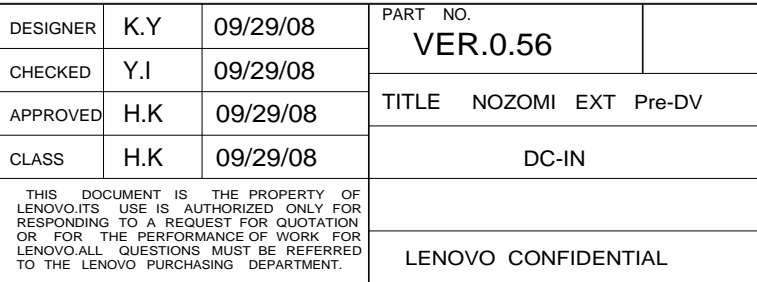 DESIGNER K.Y 09/29/08
CHECKED Y.I 09/29/08
APPROVED H.K 09/29/08
CLASS H.K 09/29/08
THIS DOCUMENT IS THE PROPERTY OF
LENOVO.ITS USE IS AUTHORIZED ONLY FOR
RESPONDING TO A REQUEST FOR QUOTATION
OR FOR THE PERFORMANCE OF WORK FOR
LENOVO.ALL QUESTIONS MUST BE REFERRED
TO THE LENOVO PURCHASING DEPARTMENT.
PART NO.
VER.0.56
TITLE NOZOMI EXT Pre-DV
DC-IN
LENOVO CONFIDENTIAL